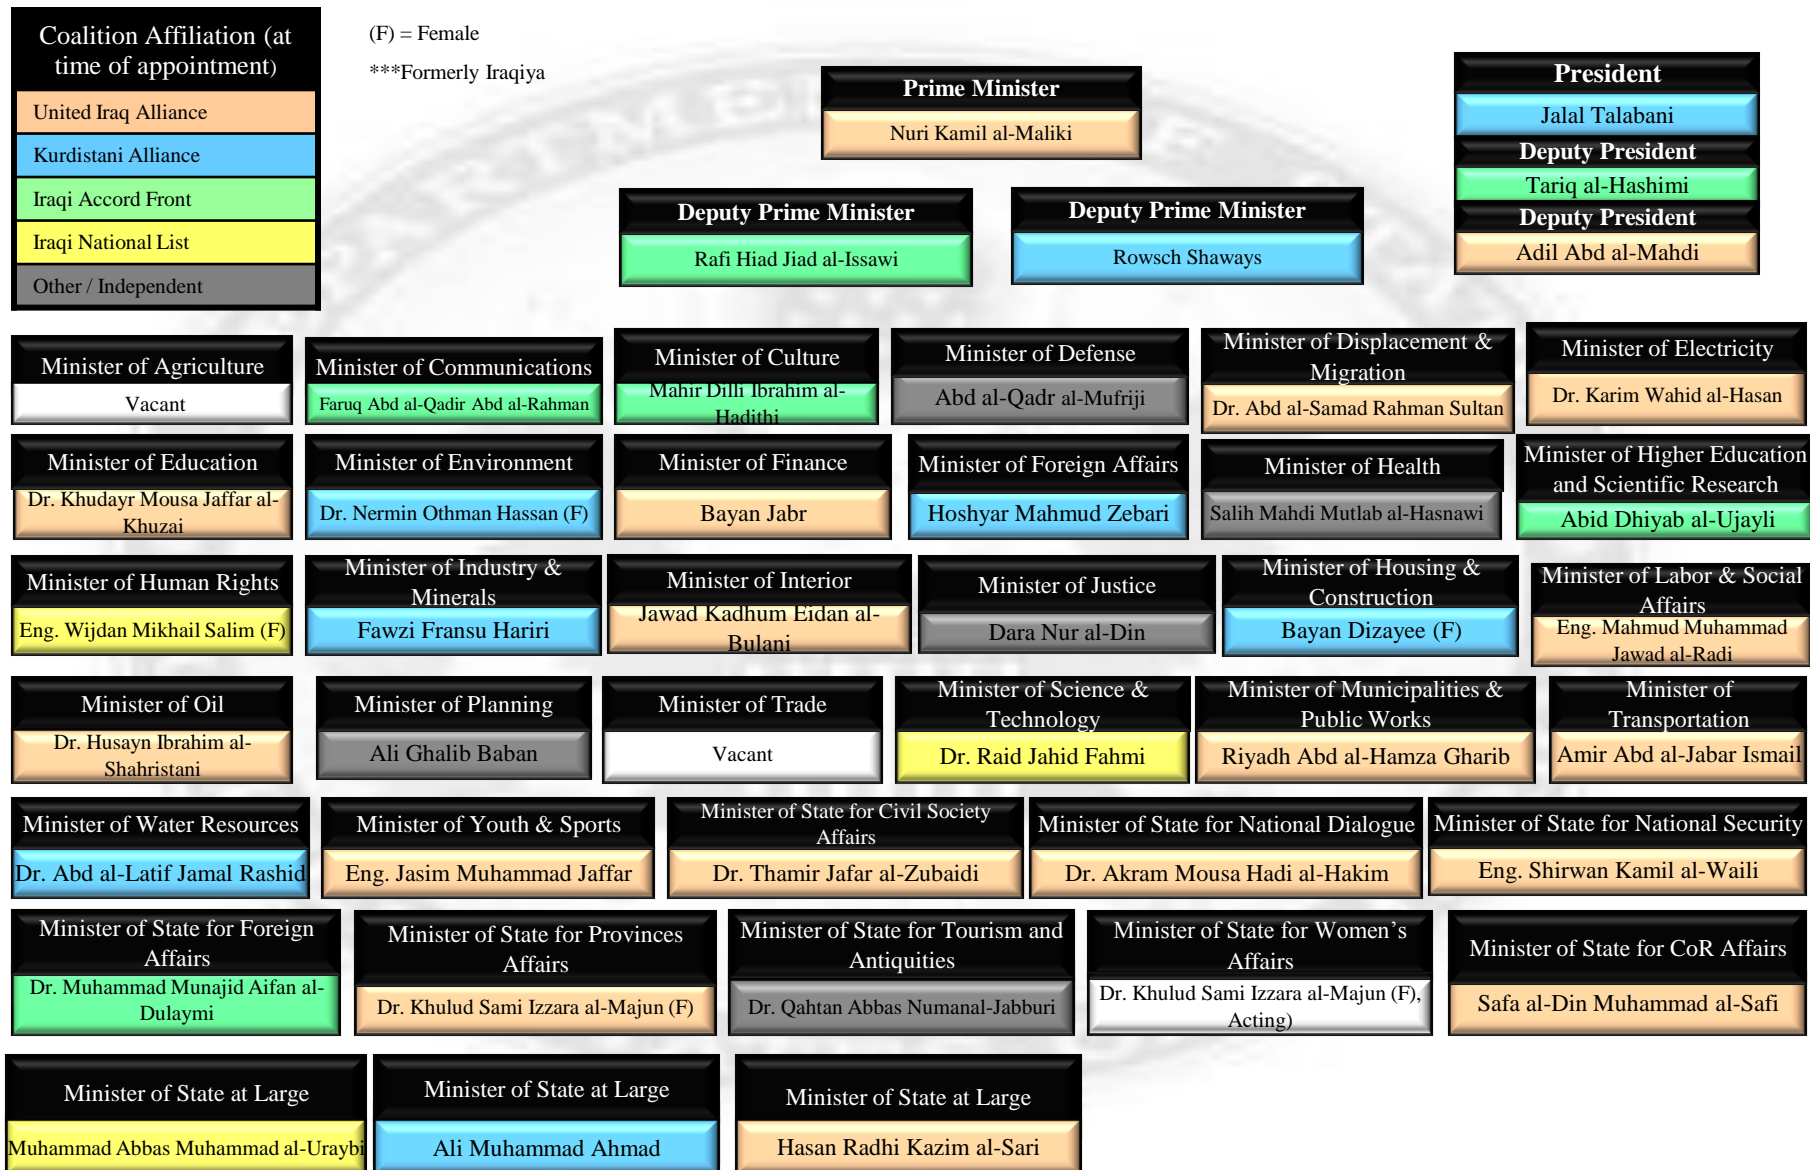 Coalition Affiliation (at
time of appointment)
United Iraq Alliance
Kurdistani Alliance
Iraqi Accord Front
Iraqi National List
Other / Independent
(F) = Female
***Formerly Iraqiya
Prime Minister
Nuri Kamil al-Maliki
President
Jalal Talabani
Deputy President
Tariq al-Hashimi
Deputy President
Adil Abd al-Mahdi
Deputy Prime Minister
Rafi Hiad Jiad al-Issawi
Deputy Prime Minister
Rowsch Shaways
Minister of Agriculture
Vacant
Minister of Communications
Faruq Abd al-Qadir Abd al-Rahman
Minister of Culture
Mahir Dilli Ibrahim al-
Hadithi
Minister of Defense
Abd al-Qadr al-Mufriji
Minister of Displacement &
Migration
Dr. Abd al-Samad Rahman Sultan
Minister of Electricity
Dr. Karim Wahid al-Hasan
Minister of Education
Dr. Khudayr Mousa Jaffar al-
Khuzai
Minister of Environment
Dr. Nermin Othman Hassan (F)
Minister of Finance
Bayan Jabr
Minister of Foreign Affairs
Hoshyar Mahmud Zebari
Minister of Health
Salih Mahdi Mutlab al-Hasnawi
Minister of Higher Education
and Scientific Research
Abid Dhiyab al-Ujayli
Minister of Human Rights
Eng. Wijdan Mikhail Salim (F)
Minister of Industry &
Minerals
Fawzi Fransu Hariri
Minister of Interior
Jawad Kadhum Eidan al-
Bulani
Minister of Justice
Dara Nur al-Din
Minister of Housing &
Construction
Bayan Dizayee (F)
Minister of Labor & Social
Affairs
Eng. Mahmud Muhammad
Jawad al-Radi
Minister of Oil
Dr. Husayn Ibrahim al-
Shahristani
Minister of Planning
Ali Ghalib Baban
Minister of Trade
Vacant
Minister of Science &
Technology
Dr. Raid Jahid Fahmi
Minister of Municipalities &
Public Works
Riyadh Abd al-Hamza Gharib
Minister of
Transportation
Amir Abd al-Jabar Ismail
Minister of Water Resources
Dr. Abd al-Latif Jamal Rashid
Minister of Youth & Sports
Eng. Jasim Muhammad Jaffar
Minister of State for Civil Society
Affairs
Dr. Thamir Jafar al-Zubaidi
Minister of State for National Dialogue
Dr. Akram Mousa Hadi al-Hakim
Minister of State for National Security
Eng. Shirwan Kamil al-Waili
Minister of State for Foreign
Affairs
Dr. Muhammad Munajid Aifan al-
Dulaymi
Minister of State for Provinces
Affairs
Dr. Khulud Sami Izzara al-Majun (F)
Minister of State for Tourism and
Antiquities
Dr. Qahtan Abbas Numanal-Jabburi
Minister of State for Women’s
Affairs
Dr. Khulud Sami Izzara al-Majun (F),
Acting)
Minister of State for CoR Affairs
Safa al-Din Muhammad al-Safi
Minister of State at Large
Muhammad Abbas Muhammad al-Uraybi
Minister of State at Large
Ali Muhammad Ahmad
Minister of State at Large
Hasan Radhi Kazim al-Sari